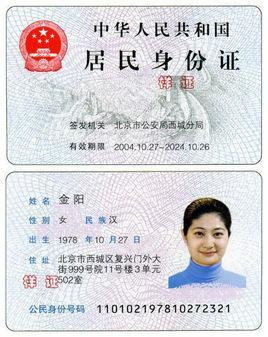 中华人民共和国
居民身份证
样证
签发机关 北京市公安局西城分局
有效期限 2004.10.27-2024.10.26
姓名 金阳
性别 女 民族 汉
出生 1978 年 10 月 27 日
住址 北京市西城区复兴门外大
街999号院11号楼3单元
502室
样证
公民身份号码 110102197810272321